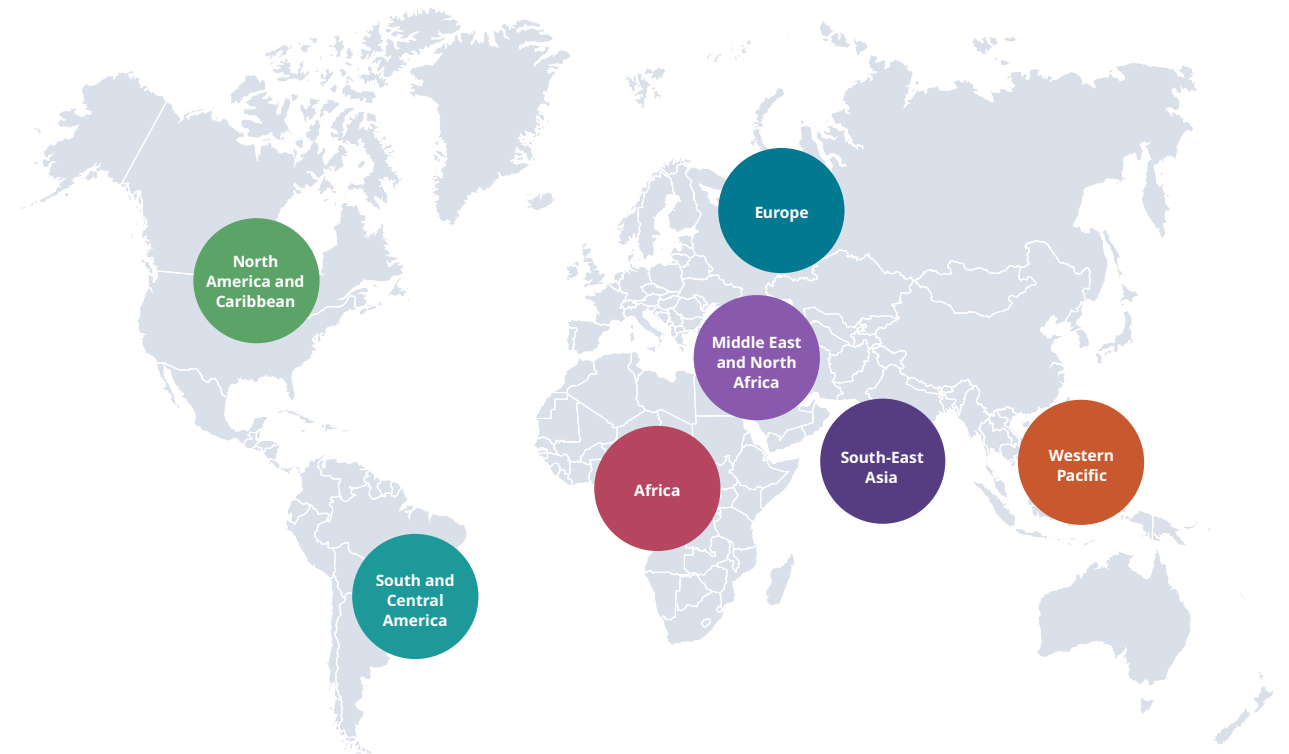 Europe
North
America and
Caribbean
Middle East
and North
Africa
South-East
Asia
Western
Pacific
Africa
South and
Central
America